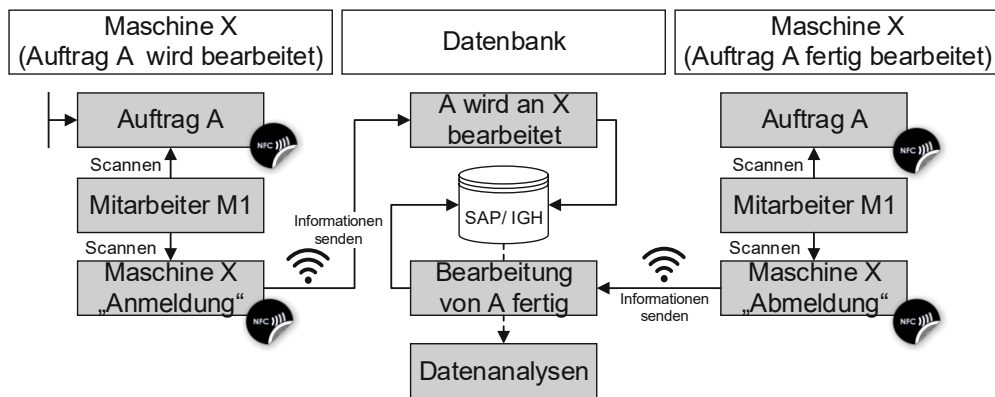 Maschine X
(Auftrag A wird bearbeitet)
Datenbank
Maschine X
(Auftrag A fertig bearbeitet)
Auftrag A
NFC
Scannen
Mitarbeiter M1
Scannen
Maschine X
„Anmeldung“
NFC
Informationen
senden
A wird an X
bearbeitet
SAP/ IGH
Bearbeitung
von A fertig
Datenanalysen
Informationen
senden
Auftrag A
NFC
Scannen
Mitarbeiter M1
Scannen
Maschine X
„Abmeldung“
NFC